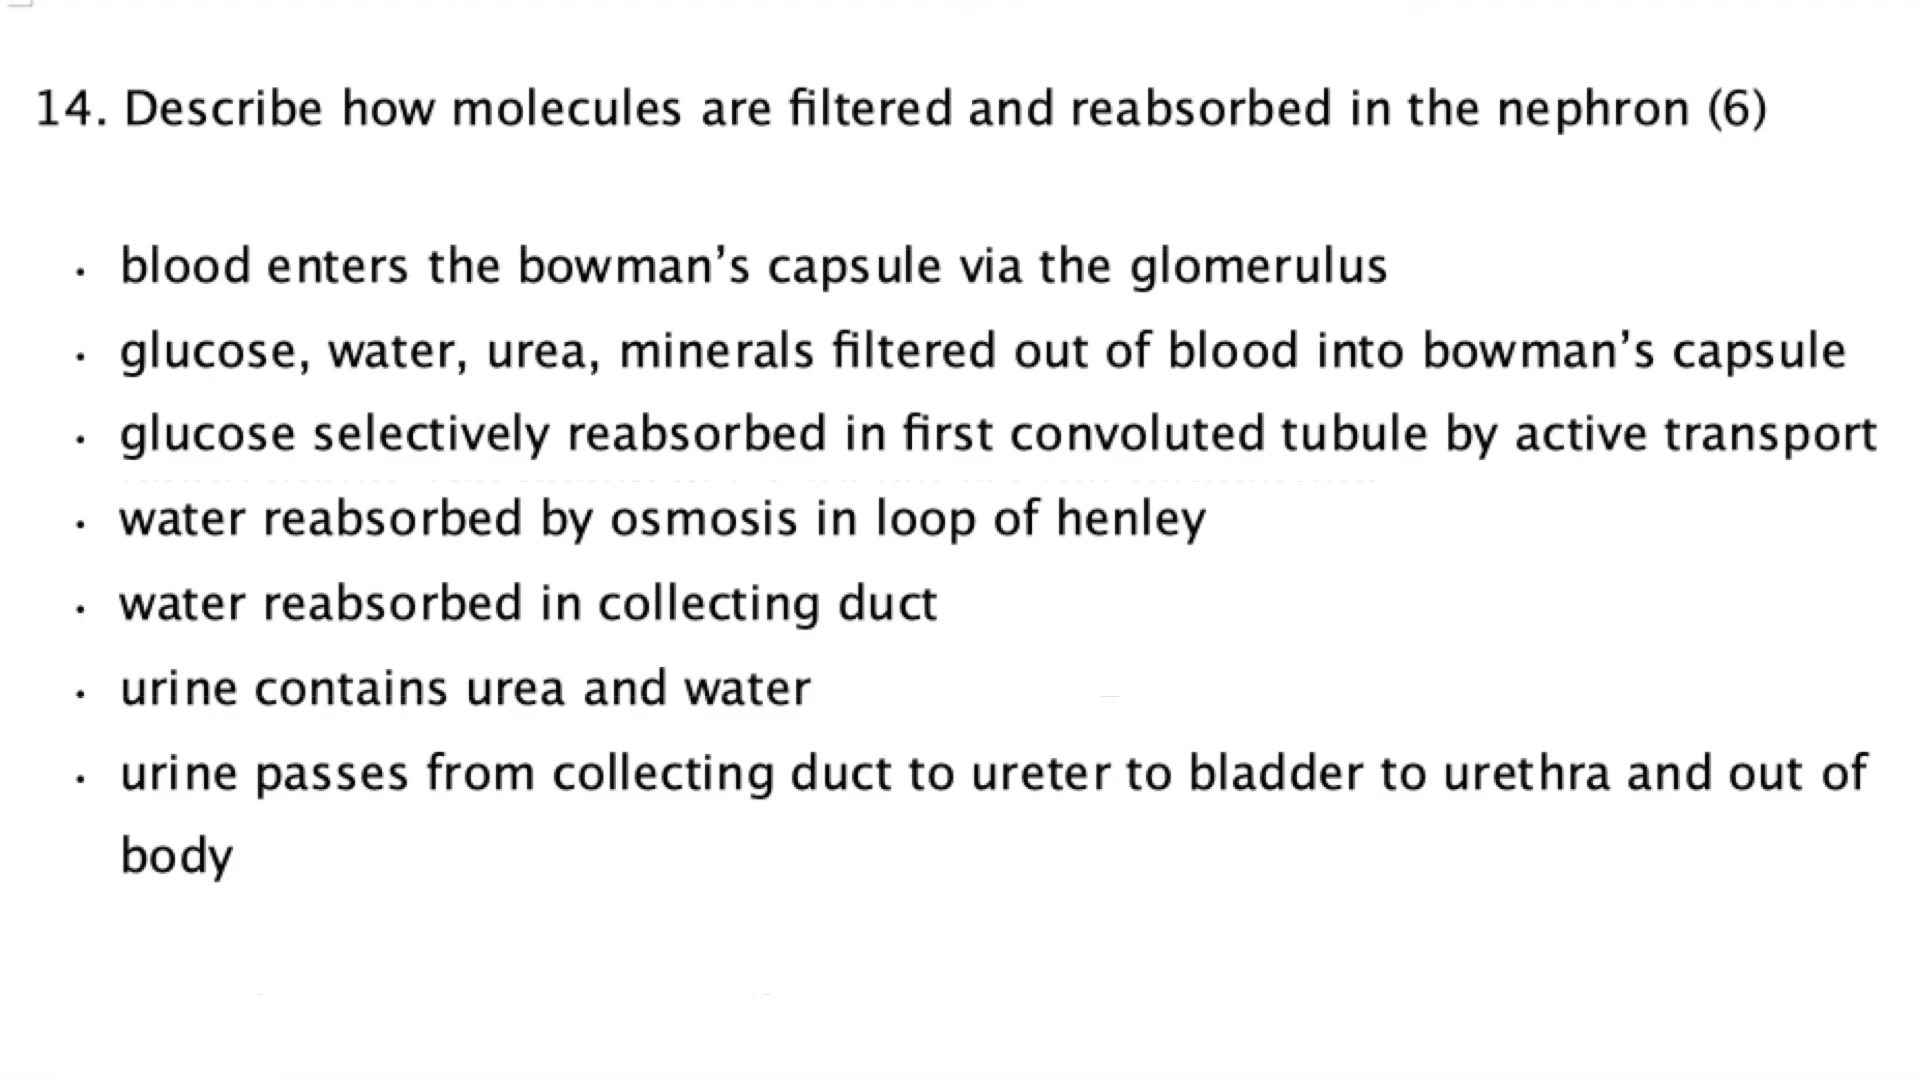 14. Describe how molecules are filtered and reabsorbed in the nephron (6)
· blood enters the bowman’s capsule via the glomerulus
· glucose, water, urea, minerals filtered out of blood into bowman’s capsule
· glucose selectively reabsorbed in first convoluted tubule by active transport
· water reabsorbed by osmosis in loop of henley
· water reabsorbed in collecting duct
· urine contains urea and water
· urine passes from collecting duct to ureter to bladder to urethra and out of
body